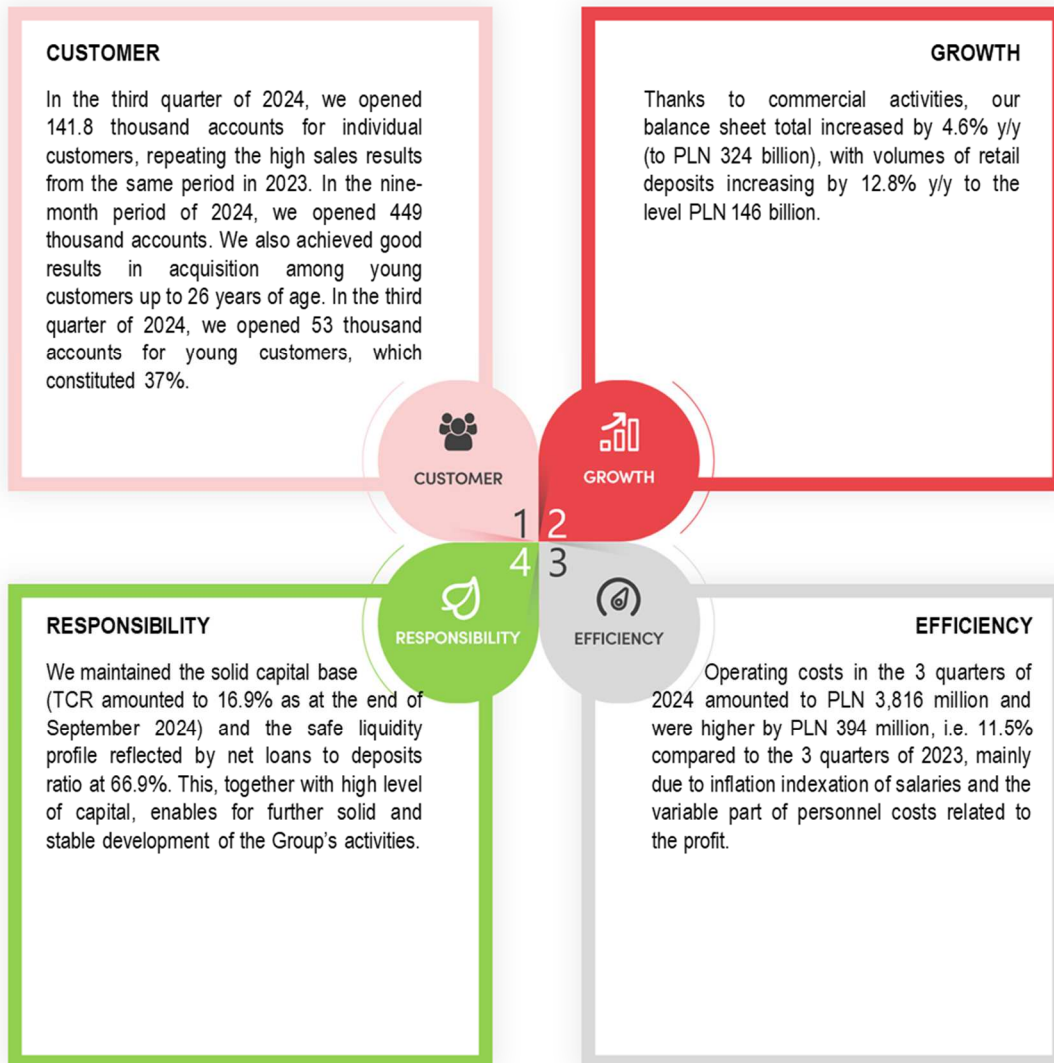 CUSTOMER
In the third quarter of 2024, we opened
141.8 thousand accounts for individual
customers, repeating the high sales results
from the same period in 2023. In the nine-
month period of 2024, we opened 449
thousand accounts. We also achieved good
results in acquisition among young
customers up to 26 years of age. In the third
quarter of 2024, we opened 53 thousand
accounts for young customers, which
constituted 37%.
GROWTH
Thanks to commercial activities, our
balance sheet total increased by 4.6% y/y
(to PLN 324 billion), with volumes of retail
deposits increasing by 12.8% y/y to the
level PLN 146 billion.
CUSTOMER
GROWTH
1 2
4 3
RESPONSIBILITY
EFFICIENCY
RESPONSIBILITY
We maintained the solid capital base
(TCR amounted to 16.9% as at the end of
September 2024) and the safe liquidity
profile reflected by net loans to deposits
ratio at 66.9%. This, together with high level
of capital, enables for further solid and
stable development of the Group's activities.
EFFICIENCY
Operating costs in the 3 quarters of
2024 amounted to PLN 3,816 million and
were higher by PLN 394 million, i.e. 11.5%
compared to the 3 quarters of 2023, mainly
due to inflation indexation of salaries and the
variable part of personnel costs related to
the profit.